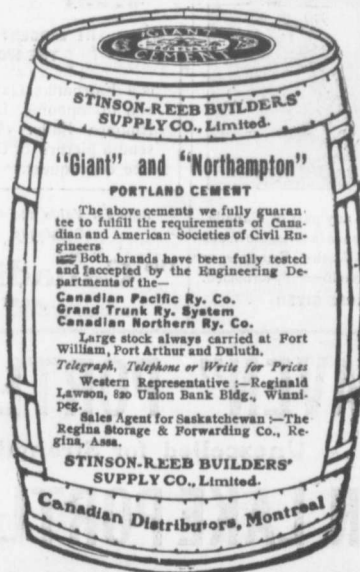 GIANT
CEMENT
STINSON-REEB BUILDERS'
SUPPLY CO., Limited.
"Giant" and "Northampton"
PORTLAND CEMENT
The above cements we fully guaran-
tee to fulfill the requirements of Cana-
dian and American Societies of Civil En-
gineers
Both brands have been fully tested
and faccepted by the Engineering De-
partments of the—
Canadian Pacific Ry. Co.
Grand Trunk Ry. System
Canadian Northern Ry. Co.
Large stock always carried at Fort
William, Port Arthur and Duluth.
Telegraph, Telephone or Write for Prices
Western Representative :—Reginald
Lawson, 820 Union Bank Bldg., Winni-
peg.
Sales Agent for Saskatchewan :—The
Regina Storage & Forwarding Co., Re-
gina, Assa.
STINSON-REEB BUILDERS'
SUPPLY CO., Limited.
Canadian Distributors, Montreal